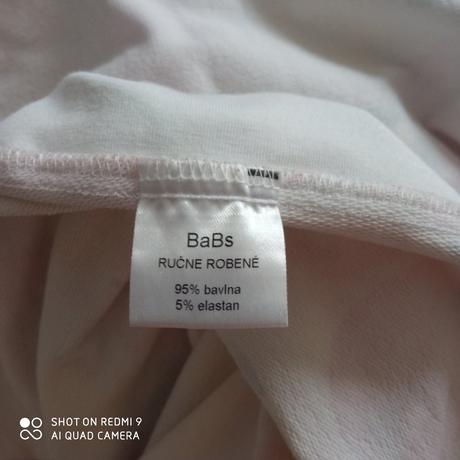 BaBs
RUČNE ROBENÉ
95% bavlna
5% elastan
SHOT ON REDMI 9
AI QUAD CAMERA